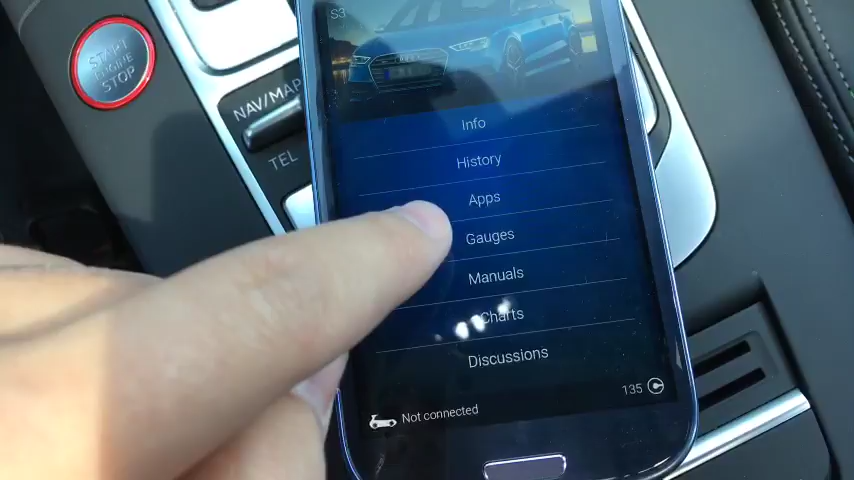 S3
START
ENGINE
STOP
NAV/MAP
TEL
Info
History
Apps
Gauges
Manuals
Charts
Discussions
135
Not connected